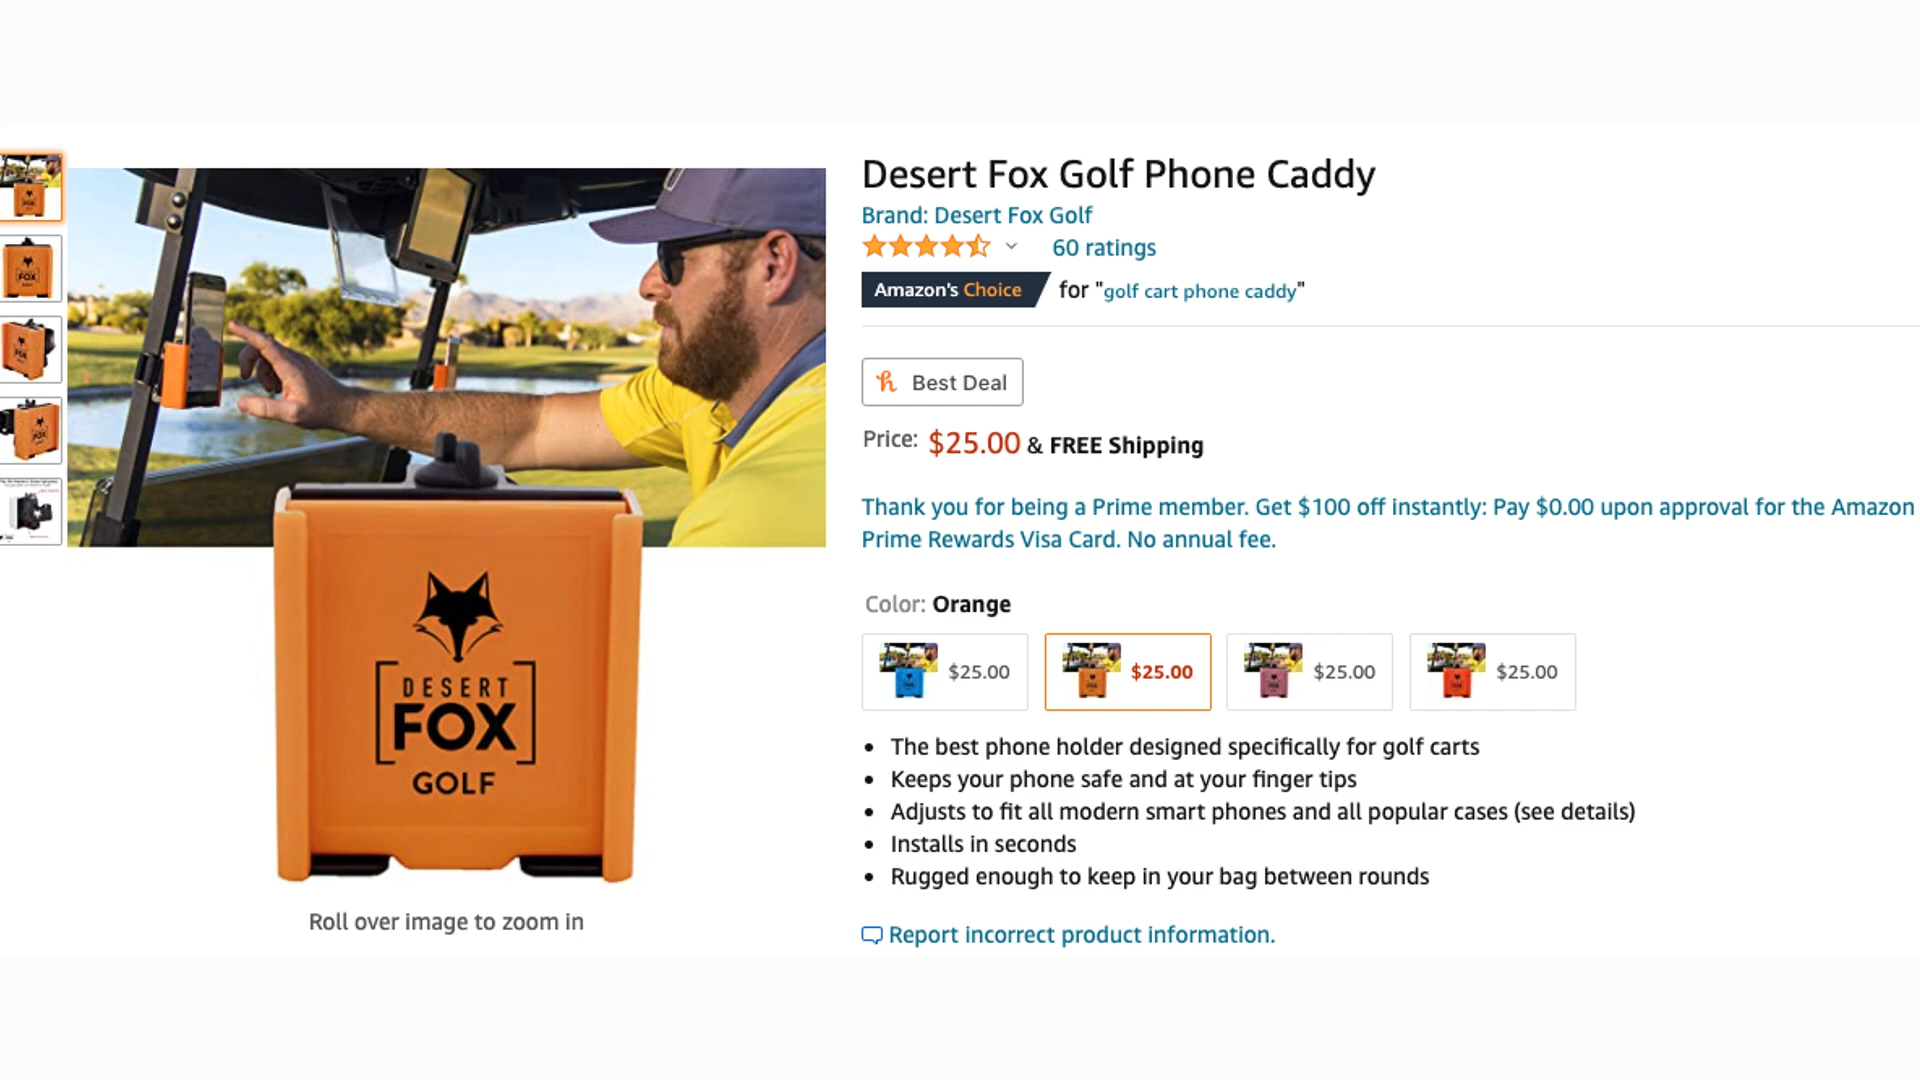 Desert Fox Golf Phone Caddy
Brand: Desert Fox Golf
60 ratings
Amazon's Choice for "golf cart phone caddy"
Best Deal
Price: $25.00 & FREE Shipping
Thank you for being a Prime member. Get $100 off instantly: Pay $0.00 upon approval for the Amazon
Prime Rewards Visa Card. No annual fee.
Color: Orange
$25.00 $25.00 $25.00 $25.00
• The best phone holder designed specifically for golf carts
• Keeps your phone safe and at your finger tips
• Adjusts to fit all modern smart phones and all popular cases (see details)
• Installs in seconds
• Rugged enough to keep in your bag between rounds
Report incorrect product information.
DESERT
FOX
GOLF
Roll over image to zoom in